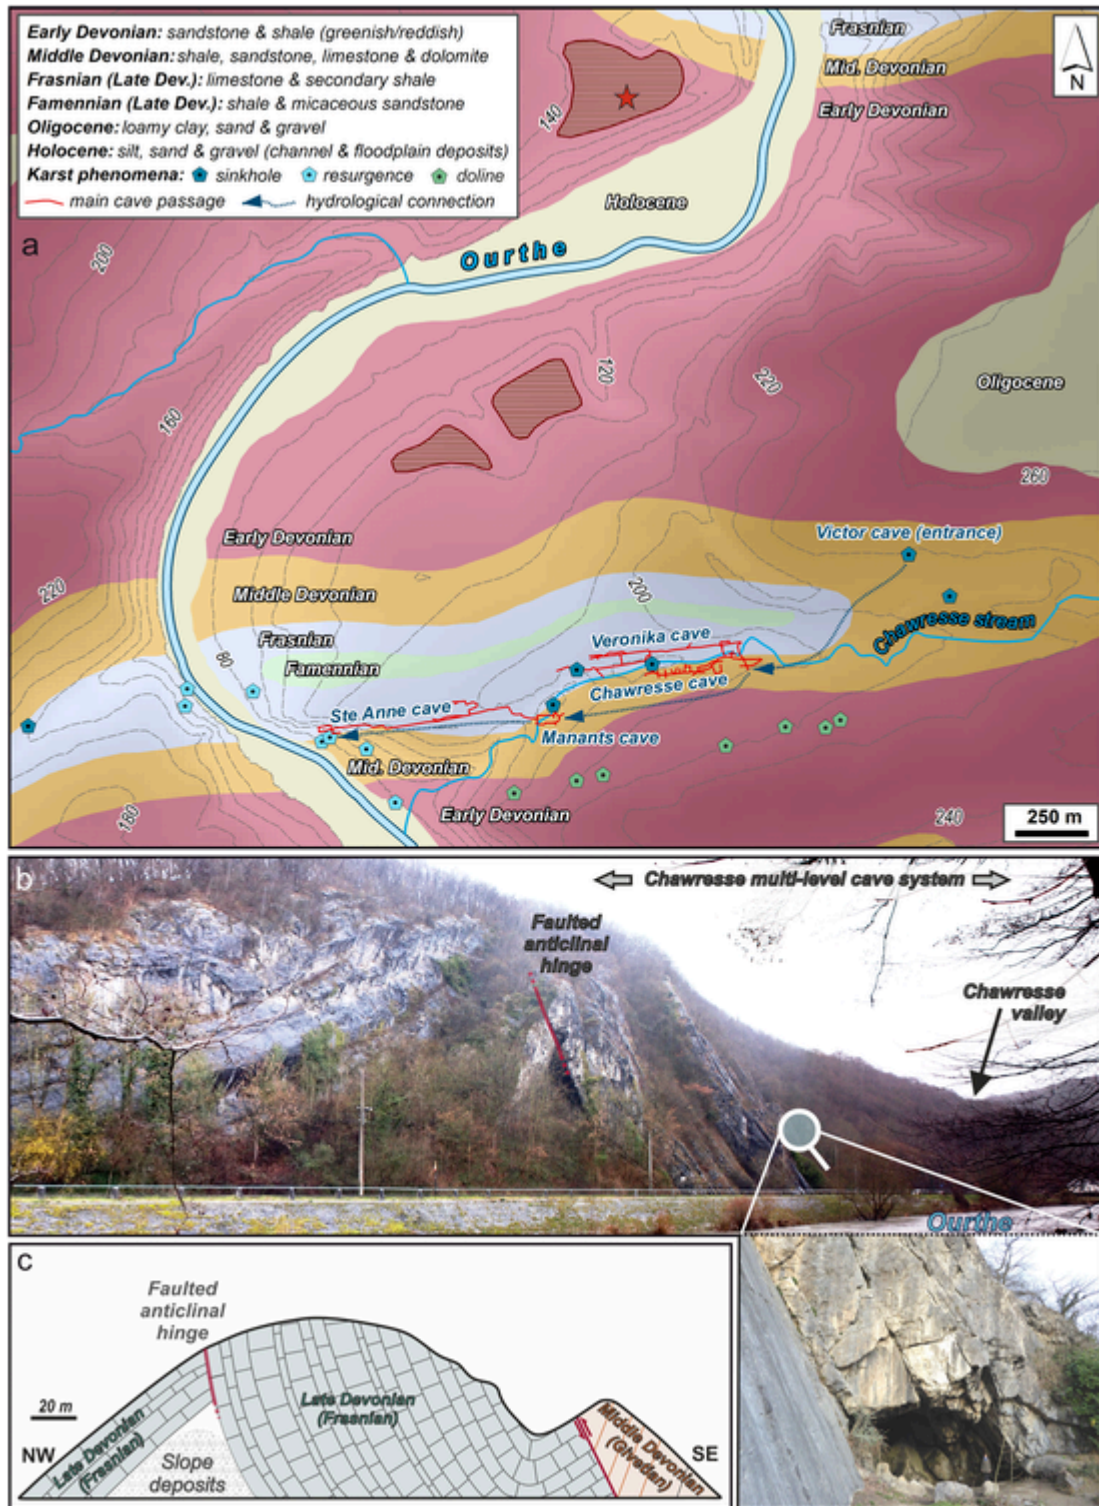 Early Devonian: sandstone & shale (greenish/reddish)
Middle Devonian: shale, sandstone, limestone & dolomite
Frasnian (Late Dev.): limestone & secondary shale
Famennian (Late Dev.): shale & micaceous sandstone
Oligocene: loamy clay, sand & gravel
Holocene: silt, sand & gravel (channel & floodplain deposits)
Karst phenomena: sinkhole resurgence doline
main cave passage hydrological connection
Frasnian
Mid. Devonian
Early Devonian
N
140
Holocene
a
200
Ourthe
120
220
160
Oligocene
260
Early Devonian
Victor cave (entrance)
220
Middle Devonian
200
Frasnian
Veronika cave
Chawresse stream
80
Famennian
Chawresse cave
Ste Anne cave
Manants cave
Mid. Devonian
180
Early Devonian
240
250 m
b
Chawresse multi-level cave system
Faulted
anticlinal
hinge
Chawresse
valley
Ourthe
c
Faulted
anticlinal
hinge
20 m
Late Devonian
(Frasnian)
Late Devonian
(Frasnian)
Middle Devonian
(Givetian)
NW
SE
Slope
deposits